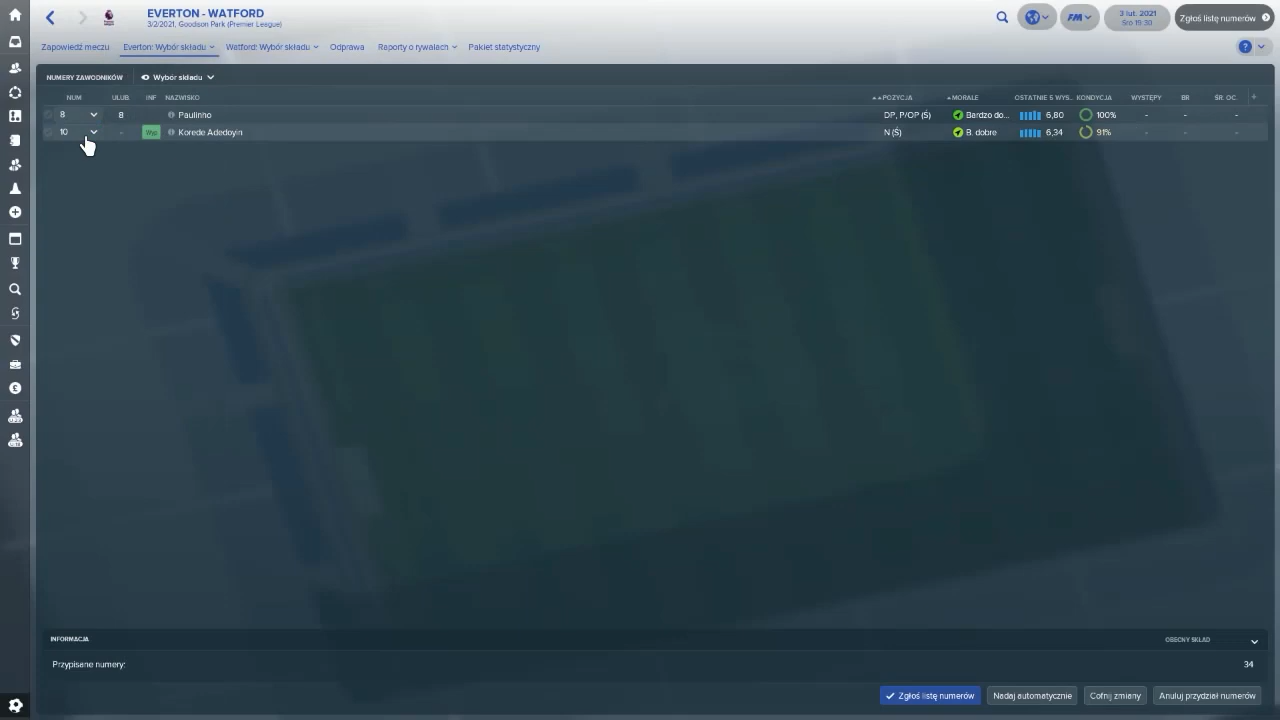 EVERTON - WATFORD
3/2/2021, Goodison Park (Premier League)
FM
3 lut. 2021
Śro 19:30
Zgłoś listę numerów
Zapowiedź meczu
Everton: Wybór składu
Watford: Wybór składu
Odprawa
Raporty o rywalach
Pakiet statystyczny
?
NUMERY ZAWODNIKÓW
Wybór składu
NUM ULUB. INF NAZWISKO POZYCJA MORALE OSTATNIE 5 WYS... KONDYCJA WYSTĘPY BR ŚR. OC. +
8 8 Paulinho DP, P/OP (Ś) Bardzo do... 6,80 100% - - -
10 - Wyp Korede Adedoyin N (Ś) B. dobre 6,34 91% - - -
INFORMACJA
OBECNY SKŁAD
Przypisane numery:
34
Zgłoś listę numerów
Nadaj automatycznie
Cofnij zmiany
Anuluj przydział numerów